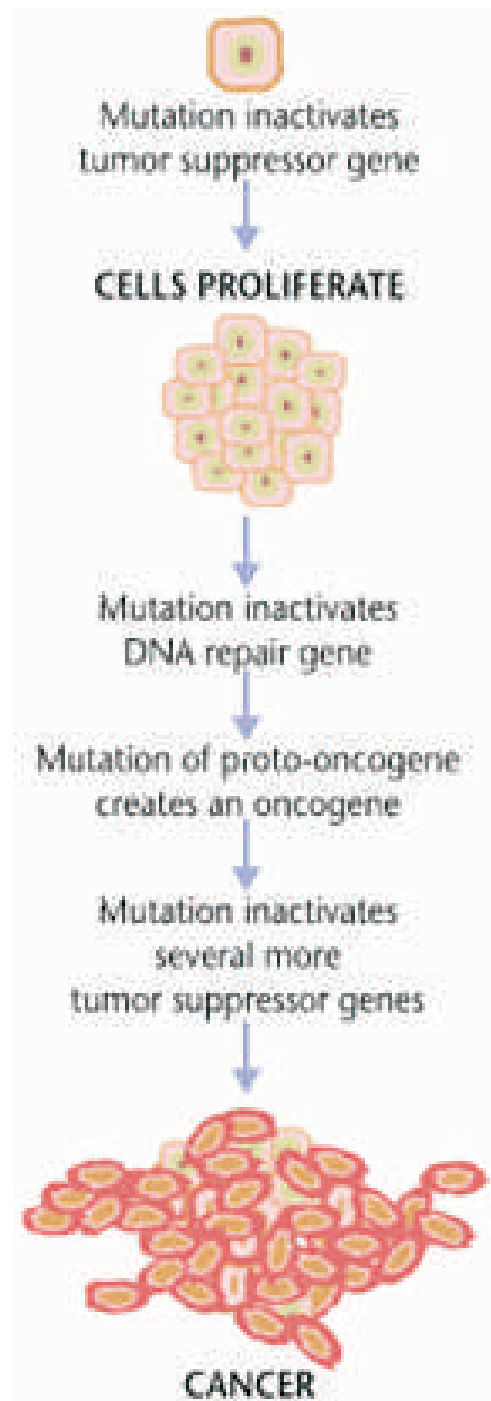 Mutation inactivates
tumor suppressor gene
CELLS PROLIFERATE
Mutation inactivates
DNA repair gene
Mutation of proto-oncogene
creates an oncogene
Mutation inactivates
several more
tumor suppressor genes
CANCER